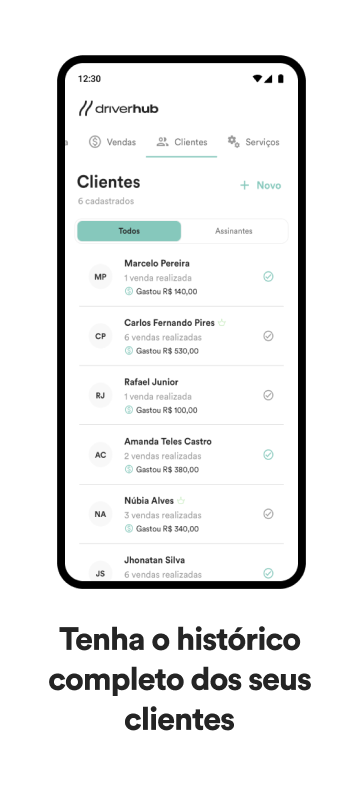 12:30
driverhub
a Vendas Clientes Serviços
Clientes
+ Novo
6 cadastrados
Todos Assinantes
Marcelo Pereira
MP
1 venda realizada
Gastou R$ 140,00
Carlos Fernando Pires
CP
6 vendas realizadas
Gastou R$ 530,00
Rafael Junior
RJ
1 venda realizada
Gastou R$ 100,00
Amanda Teles Castro
AC
2 vendas realizadas
Gastou R$ 380,00
Núbia Alves
NA
3 vendas realizadas
Gastou R$ 340,00
Jhonatan Silva
JS
6 vendas realizadas
Tenha o histórico
completo dos seus
clientes